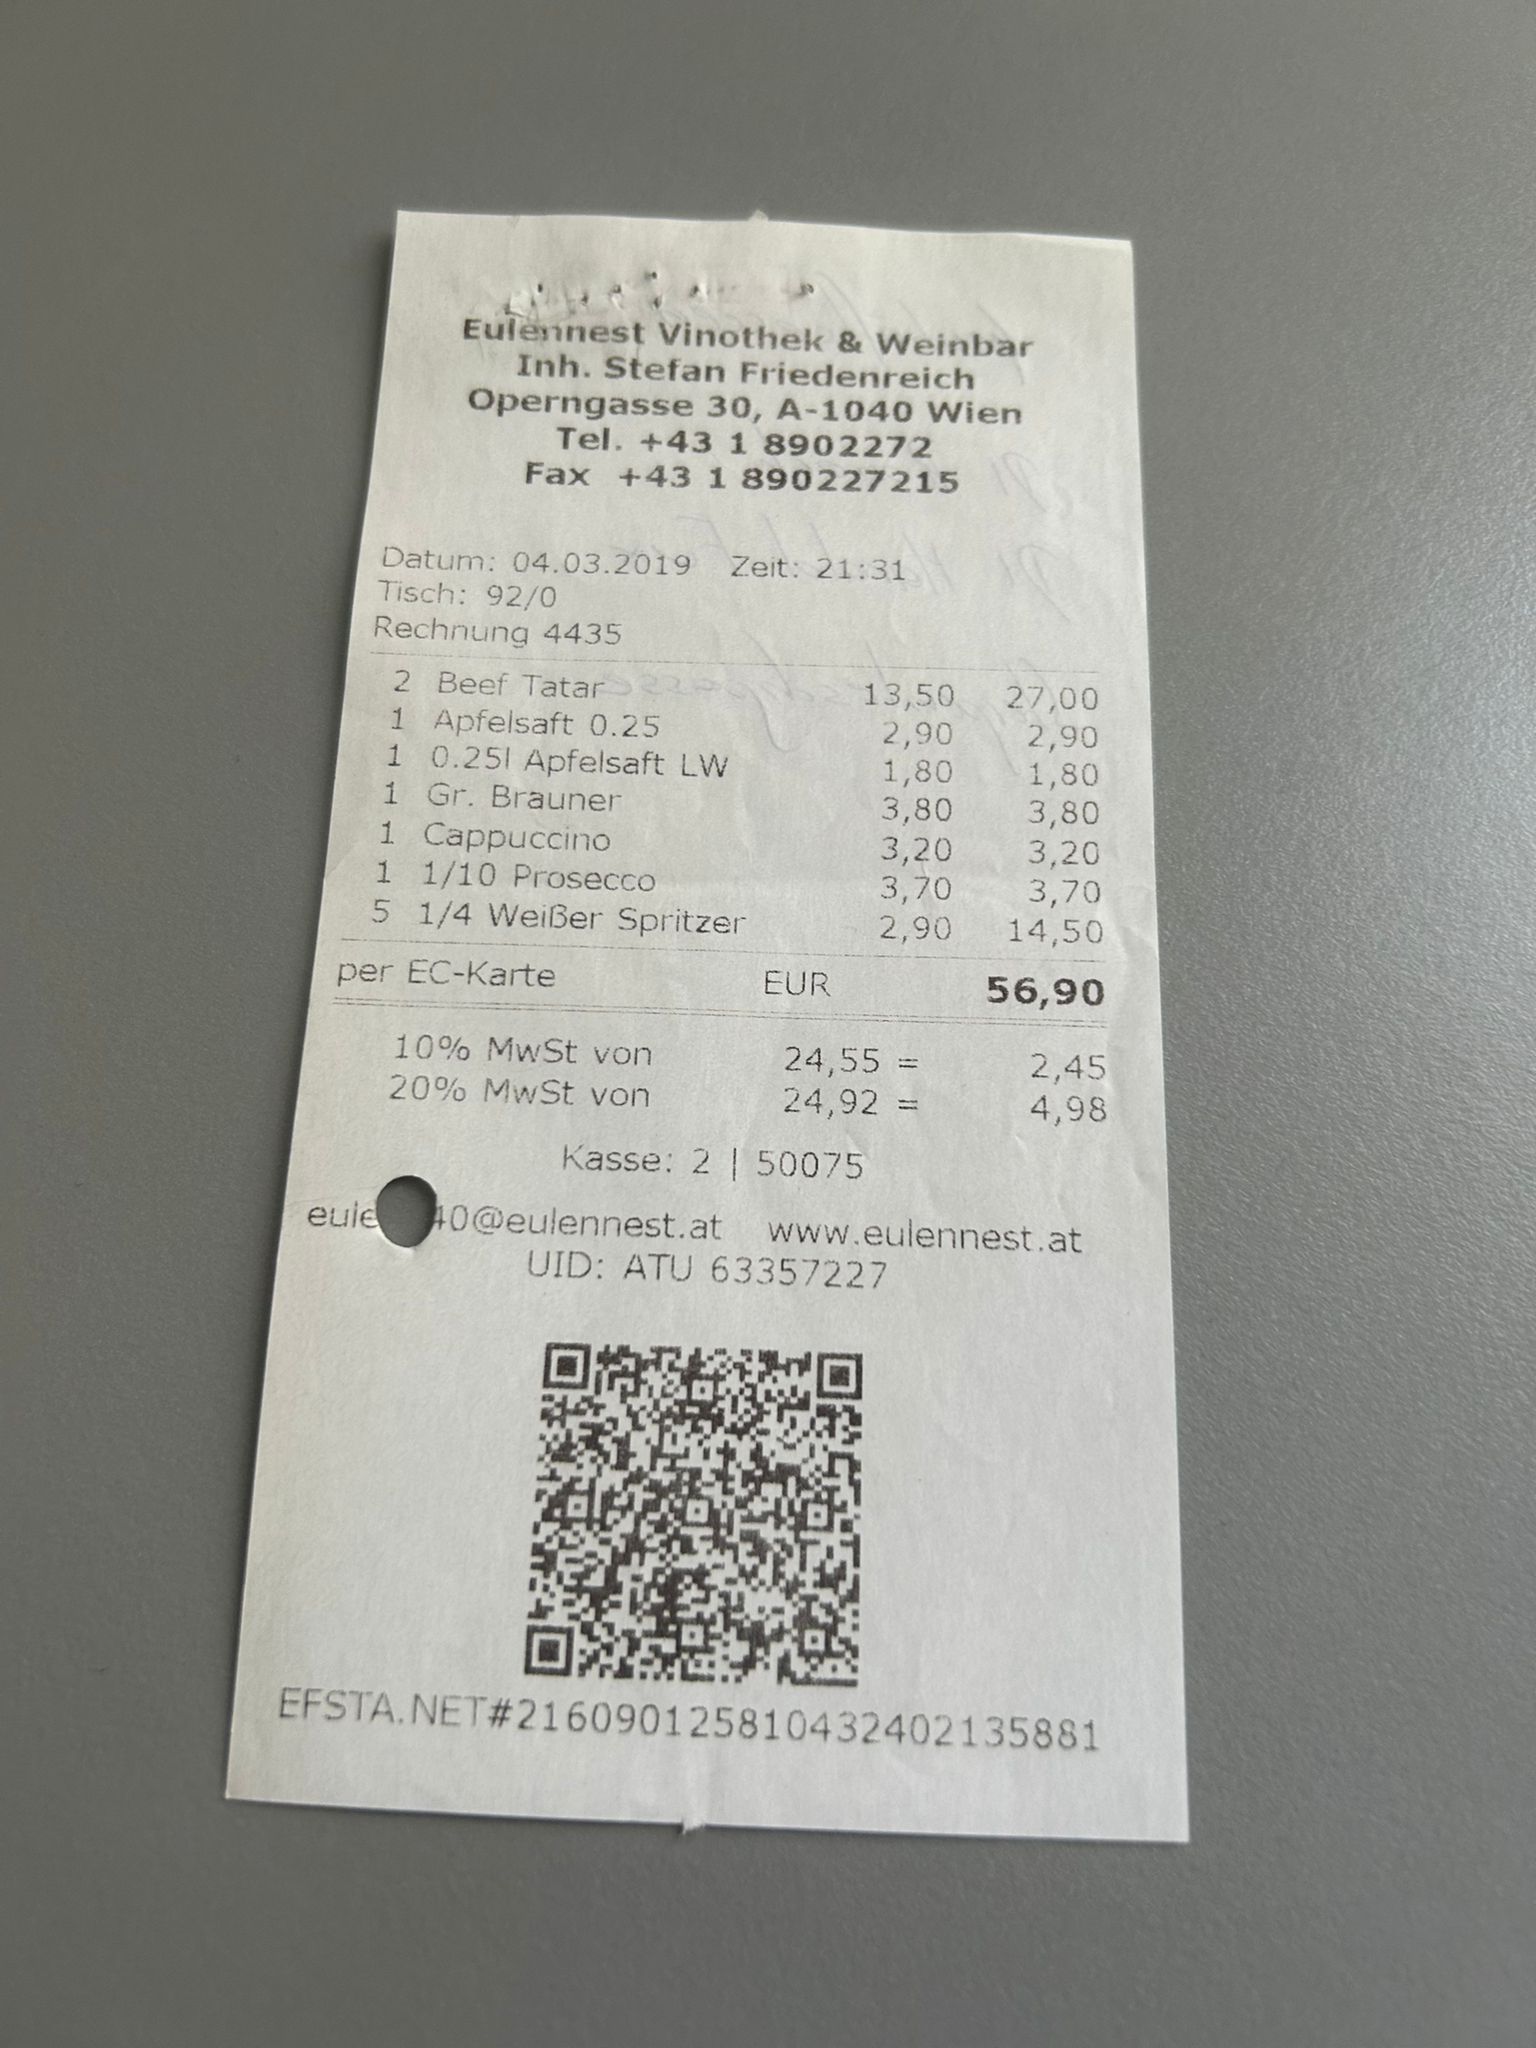 Eulennest Vinothek & Weinbar
Inh. Stefan Friedenreich
Operngasse 30, A-1040 Wien
Tel. +43 1 8902272
Fax +43 1 890227215
Datum: 04.03.2019 Zeit: 21:31
Tisch: 92/0
Rechnung 4435
2 Beef Tatar 13,50 27,00
1 Apfelsaft 0.25 2,90 2,90
1 0.25l Apfelsaft LW 1,80 1,80
1 Gr. Brauner 3,80 3,80
1 Cappuccino 3,20 3,20
1 1/10 Prosecco 3,70 3,70
5 1/4 Weißer Spritzer 2,90 14,50
per EC-Karte EUR 56,90
10% MwSt von 24,55 = 2,45
20% MwSt von 24,92 = 4,98
Kasse: 2 | 50075
40@eulennest.at www.eulennest.at
UID: ATU 63357227
EFSTA.NET#216090125810432402135881